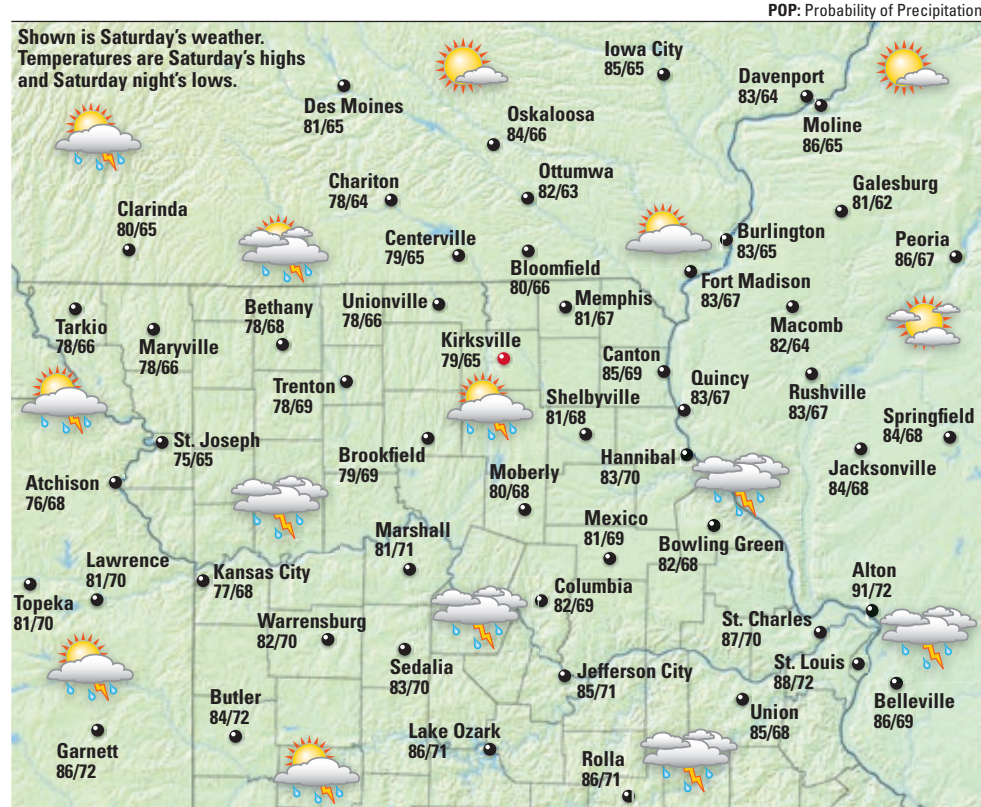 POP: Probability of Precipitation
Shown is Saturday's weather.
Temperatures are Saturday's highs
and Saturday night's lows.
Iowa City
85/65
Davenport
83/64
Des Moines
81/65
Moline
86/65
Oskaloosa
84/66
Ottumwa
82/63
Chariton
78/64
Galesburg
81/62
Clarinda
80/65
Centerville
79/65
Burlington
83/65
Peoria
86/67
Bloomfield
80/66
Fort Madison
83/67
Tarkio
78/66
Maryville
78/66
Bethany
78/68
Unionville
78/66
Memphis
81/67
Macomb
82/64
Kirksville
79/65
Canton
85/69
Trenton
78/69
Quincy
83/67
Rushville
83/67
Shelbyville
81/68
Springfield
84/68
St. Joseph
75/65
Brookfield
79/69
Hannibal
83/70
Jacksonville
84/68
Atchison
76/68
Moberly
80/68
Mexico
81/69
Bowling Green
82/68
Marshall
81/71
Lawrence
81/70
Kansas City
77/68
Topeka
81/70
Columbia
82/69
Alton
91/72
Warrensburg
82/70
St. Charles
87/70
Sedalia
83/70
Jefferson City
85/71
St. Louis
88/72
Belleville
86/69
Butler
84/72
Union
85/68
Garnett
86/72
Lake Ozark
86/71
Rolla
86/71